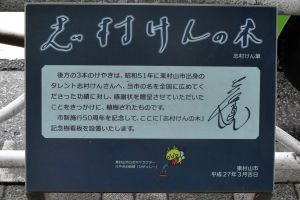 志村けんの木
志村けん筆
後方の3本のけやきは、昭和51年に東村山市出身の
タレント志村けんさんへ、当市の名を全国に広めてく
ださった功績に対し、感謝状を贈呈させていただいい
たことをきっかけに、植樹されたものです。
市制施行50周年を記念して、ここに「志村けんの木」
記念樹看板を設置いたします。
東村山市
平成27年3月吉日